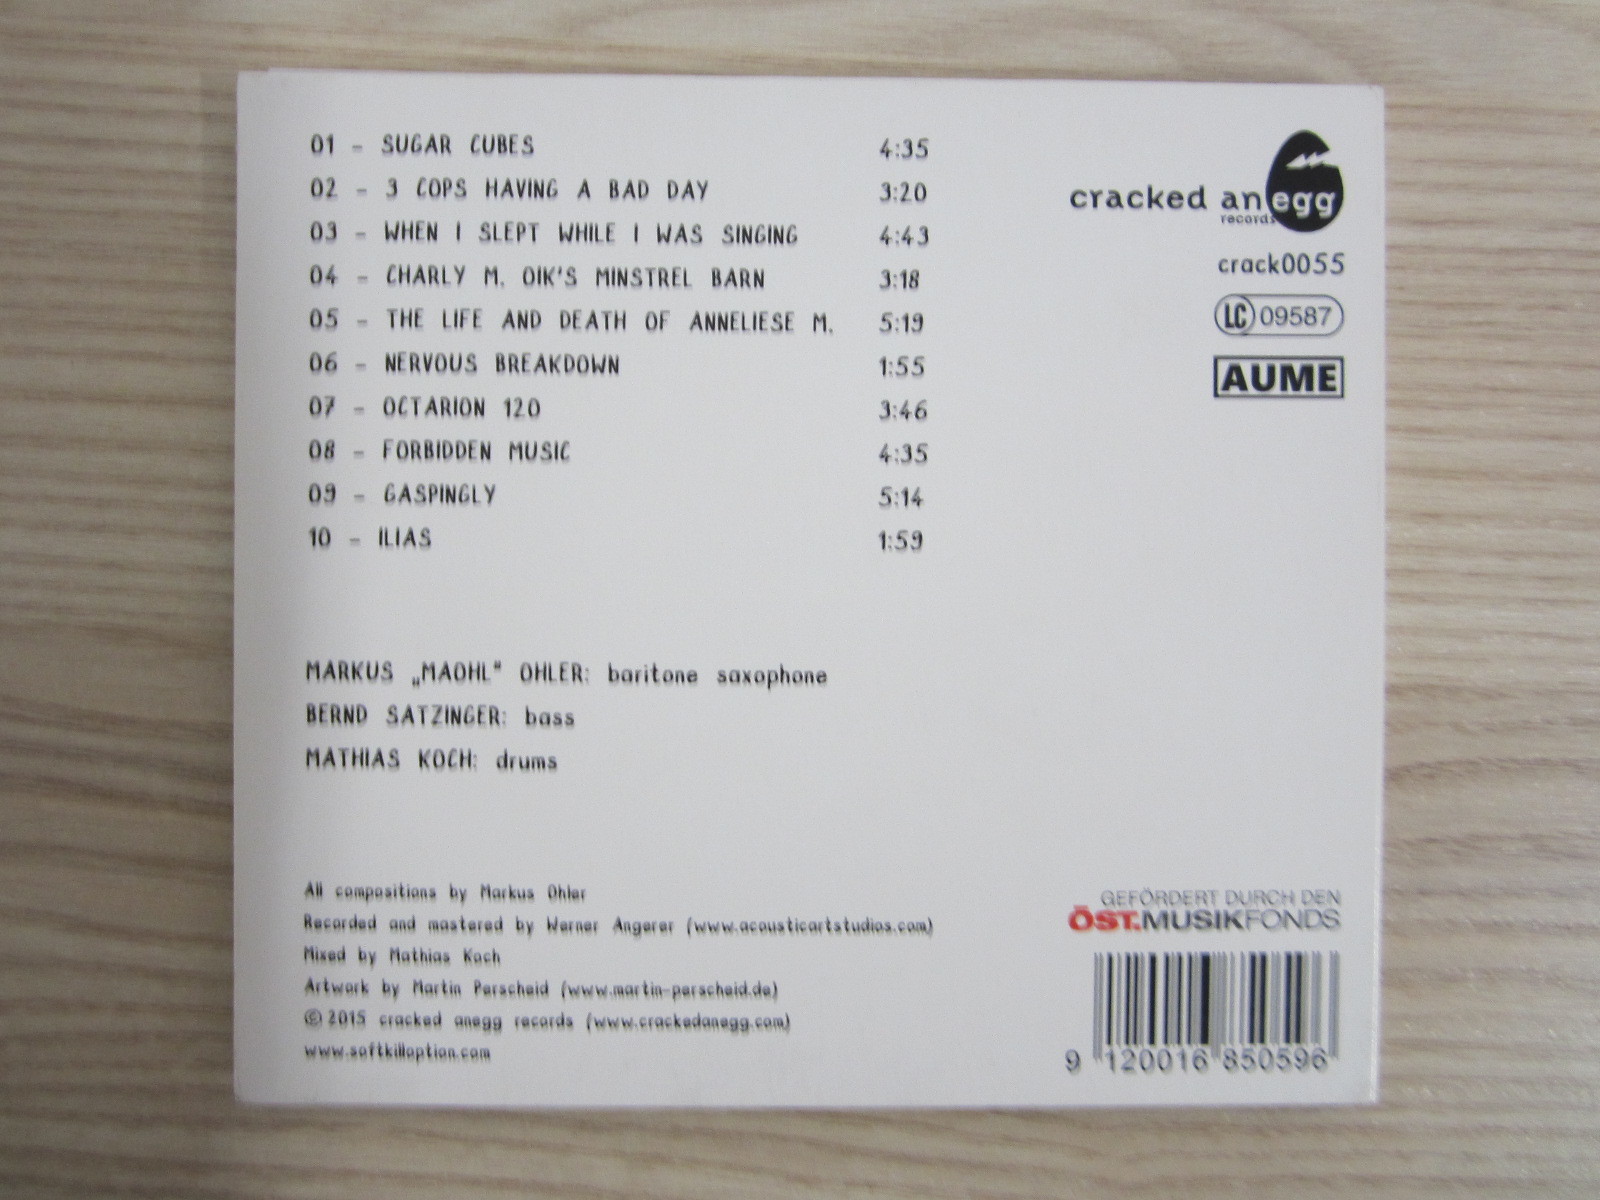 01 - SUGAR CUBES 4:35
02 - 3 COPS HAVING A BAD DAY 3:20
03 - WHEN I SLEPT WHILE I WAS SINGING 4:43
04 - CHARLY M. OIK'S MINSTREL BARN 3:18
05 - THE LIFE AND DEATH OF ANNELIESE M. 5:19
06 - NERVOUS BREAKDOWN 1:55
07 - OCTARION 120 3:46
08 - FORBIDDEN MUSIC 4:35
09 - GASPINGLY 5:14
10 - ILIAS 1:59
cracked an egg
records
crack0055
LC 09587
AUME
MARKUS „MAOHL“ OHLER: baritone saxophone
BERND SATZINGER: bass
MATHIAS KOCH: drums
All compositions by Markus Ohler
Recorded and mastered by Werner Angerer (www.acousticartstudios.com)
Mixed by Mathias Koch
Artwork by Martin Perscheid (www.martin-perscheid.de)
© 2015 cracked anegg records (www.crackedanegg.com)
www.softkilloption.com
GEFÖRDERT DURCH DEN
ÖST.MUSIKFONDS
9 120016 850596